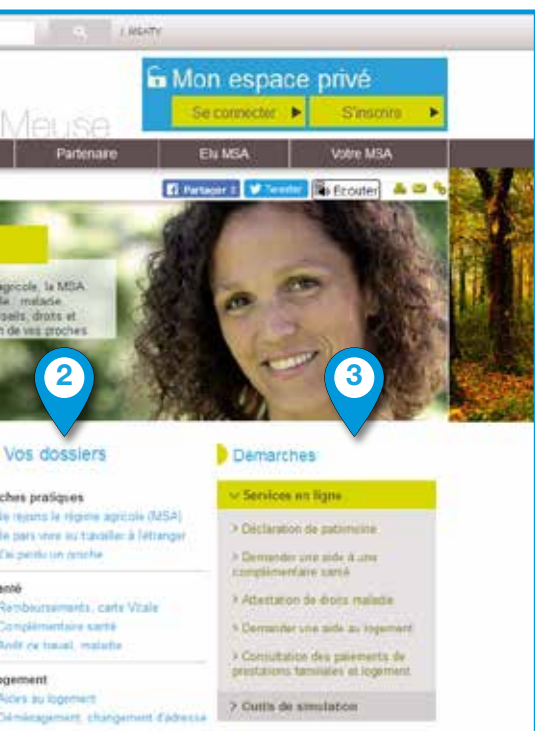 Mon espace privé
Se connecter
S'inscrire
Meuse
Partenaire
Elu MSA
Votre MSA
Partager
Tweeter
Ecouter
agricole, la MSA
maladie
droits et
de vos proches
2
3
Vos dossiers
ches pratiques
Je rejoins le régime agricole (MSA)
Je pars vivre ou travailler à l'étranger
J'ai perdu un proche
anté
Remboursements, carte Vitale
Complémentaire santé
Arrêt de travail, maladie
ogement
Aides au logement
Déménagement, changement d'adresse
Démarches
Services en ligne
> Déclaration de patrimoine
> Demander une aide à une
complémentaire santé
> Attestation de droits maladie
> Demander une aide au logement
> Consultation des paiements de
prestations familiales et logement
> Outils de simulation